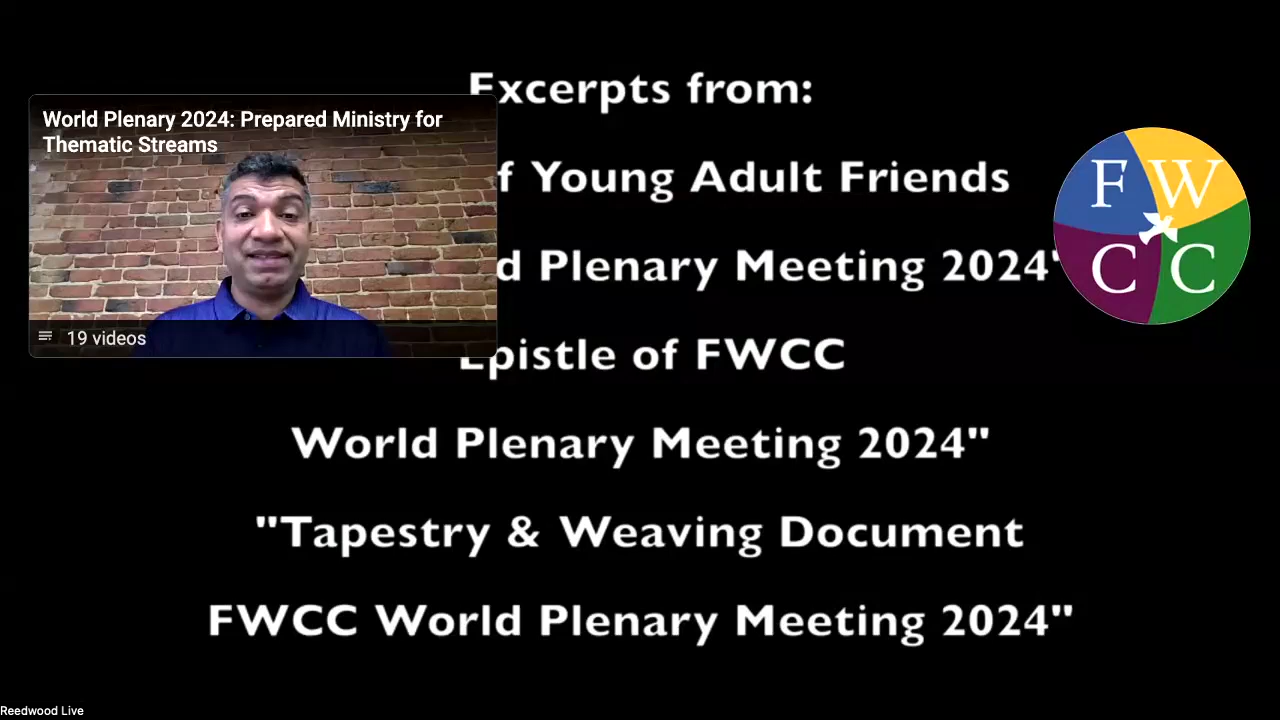 Excerpts from:
World Plenary 2024: Prepared Ministry for
Thematic Streams
f Young Adult Friends
d Plenary Meeting 2024"
19 videos
Epistle of FWCC
World Plenary Meeting 2024"
"Tapestry & Weaving Document
FWCC World Plenary Meeting 2024"
F W
C C
Reedwood Live